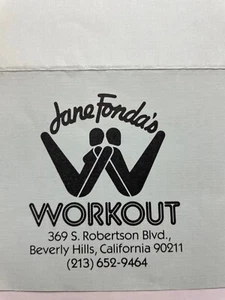 Jane Fonda's
WORKOUT
369 S. Robertson Blvd.,
Beverly Hills, California 90211
(213) 652-9464